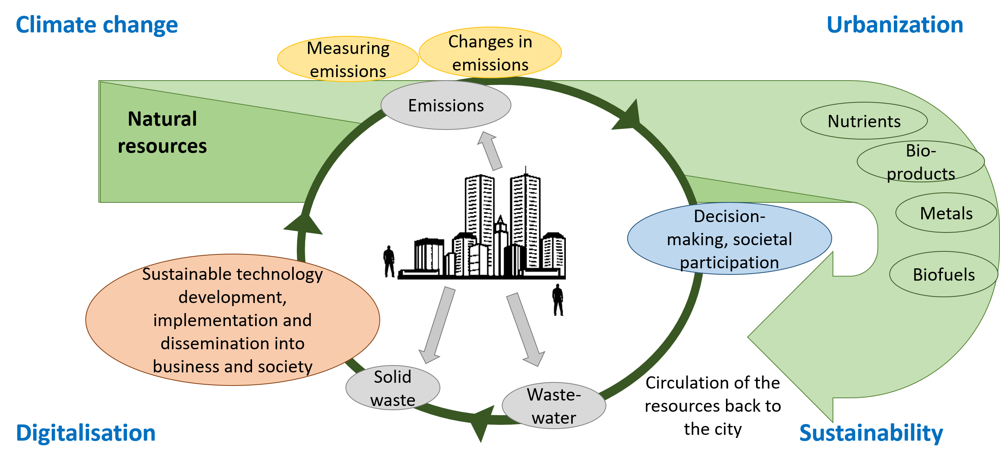 Climate change
Urbanization
Measuring
emissions
Changes in
emissions
Emissions
Natural
resources
Nutrients
Bio-
products
Metals
Biofuels
Decision-
making, societal
participation
Sustainable technology
development,
implementation and
dissemination into
business and society
Solid
waste
Waste-
water
Circulation of the
resources back to
the city
Digitalisation
Sustainability